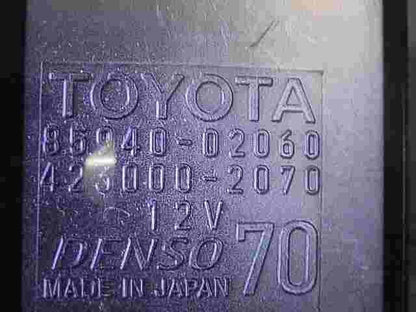 TOYOTA
85940-02060
423000-2070
12V
DENSO 70
MADE IN JAPAN